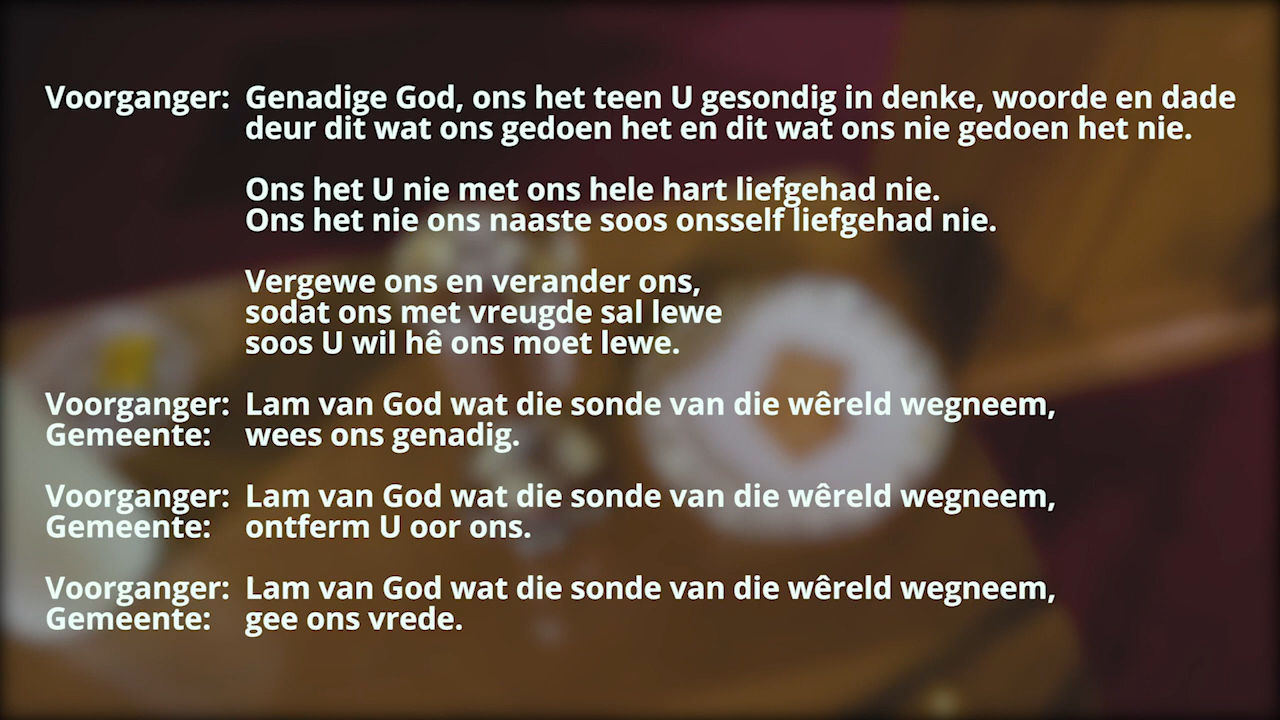 Voorganger: Genadige God, ons het teen U gesondig in denke, woorde en dade
deur dit wat ons gedoen het en dit wat ons nie gedoen het nie.
Ons het U nie met ons hele hart liefgehad nie.
Ons het nie ons naaste soos onsself liefgehad nie.
Vergewe ons en verander ons,
sodat ons met vreugde sal lewe
soos U wil hê ons moet lewe.
Voorganger: Lam van God wat die sonde van die wêreld wegneem,
Gemeente: wees ons genadig.
Voorganger: Lam van God wat die sonde van die wêreld wegneem,
Gemeente: ontferm U oor ons.
Voorganger: Lam van God wat die sonde van die wêreld wegneem,
Gemeente: gee ons vrede.